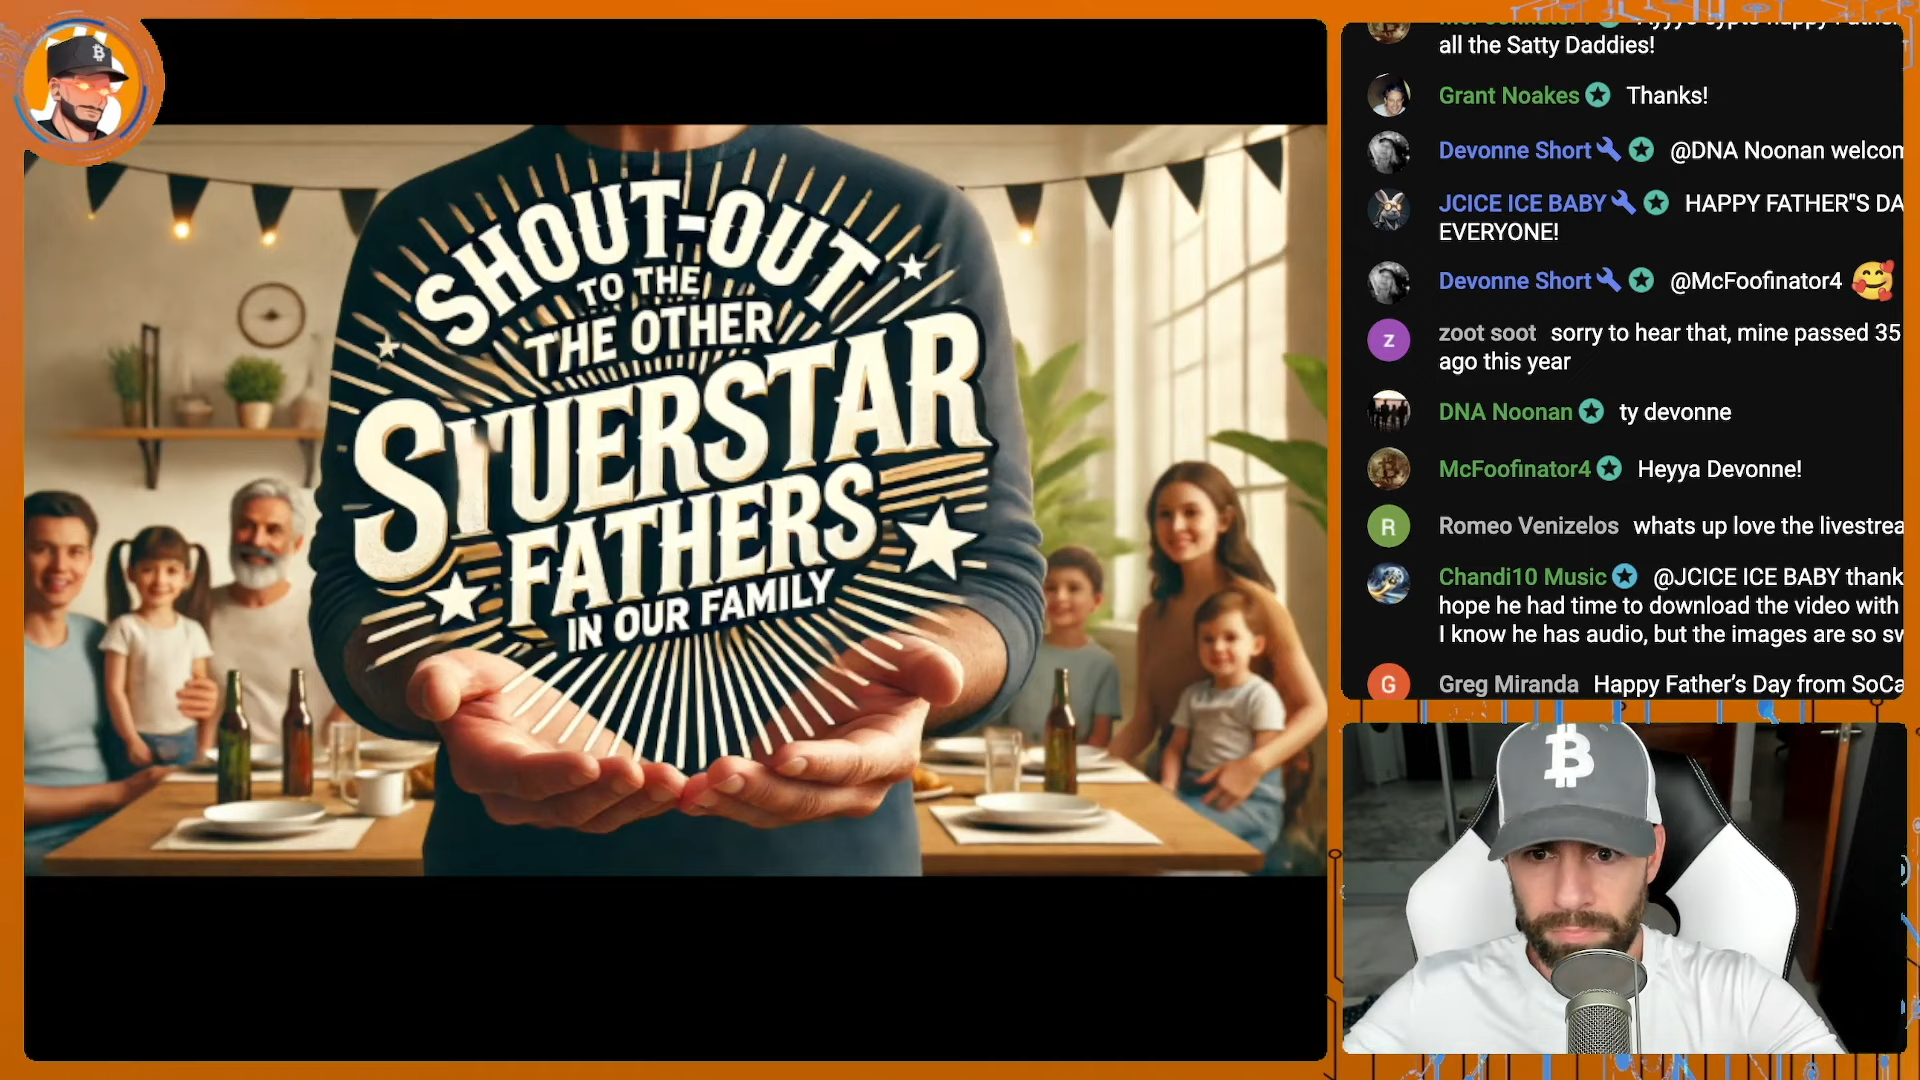 SHOUT-OUT
TO THE
THE OTHER
SIUERSTAR
FATHERS
IN OUR FAMILY
all the Satty Daddies!
Grant Noakes Thanks!
Devonne Short @DNA Noonan welcom
JCICE ICE BABY HAPPY FATHER"S DA
EVERYONE!
Devonne Short @McFoofinator4
Z
zoot soot sorry to hear that, mine passed 35
ago this year
DNA Noonan ty devonne
McFoofinator4 Heyya Devonne!
R
Romeo Venizelos whats up love the livestrea
Chandi10 Music @JCICE ICE BABY thank
hope he had time to download the video with
I know he has audio, but the images are so sw
G
Greg Miranda Happy Father's Day from SoCa